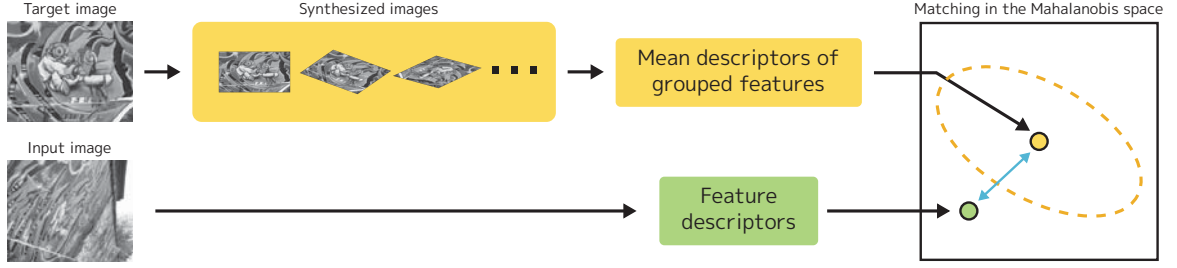 Target image
Synthesized images
Matching in the Mahalanobis space
Mean descriptors of
grouped features
Input image
Feature
descriptors